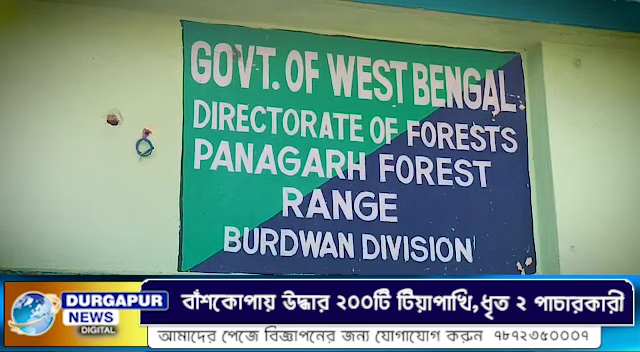 GOVT. OF WEST BENGAL
DIRECTORATE OF FORESTS
PANAGARH FOREST
RANGE
BURDWAN DIVISION
DURGAPUR
NEWS
DIGITAL
বাঁশকোপায় উদ্ধার ২০০টি টিয়াপাখি,ধৃত ২ পাচারকারী
আমাদের পেজে বিজ্ঞাপনের জন্য যোগাযোগ করুন ৭৮৭২৩৫০০০৭